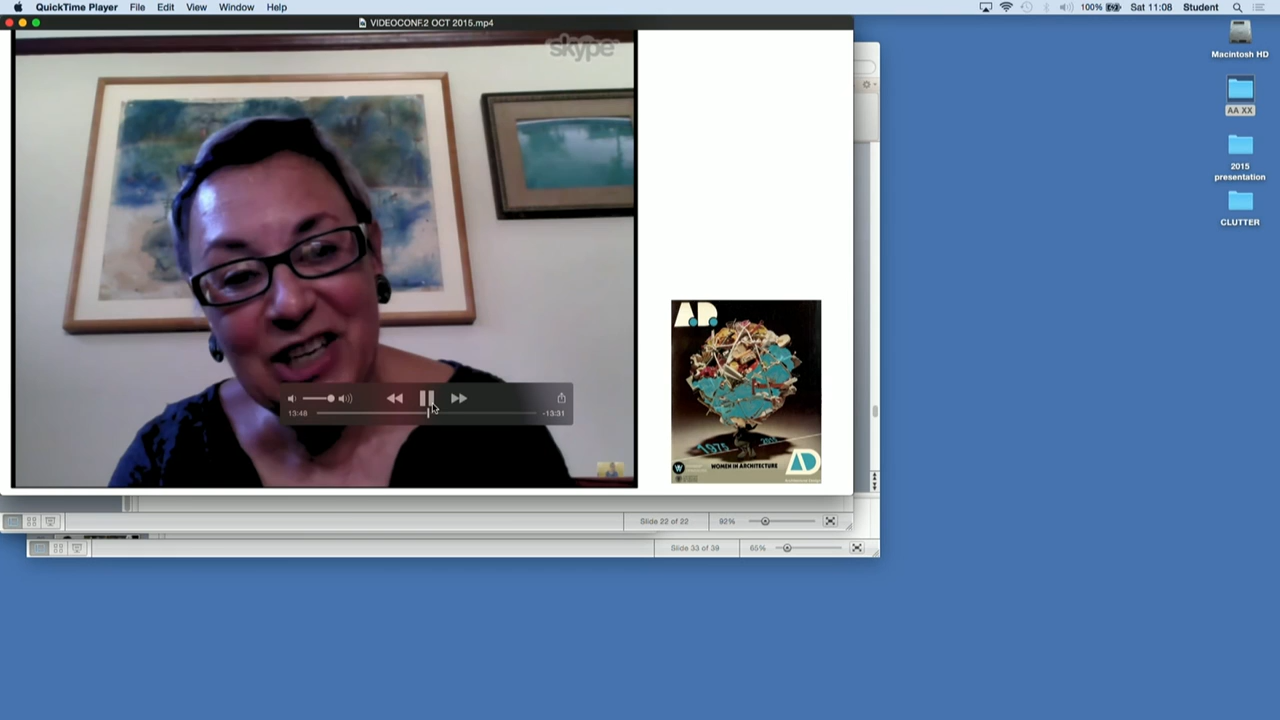 QuickTime Player File Edit View Window Help
100% Sat 11:08 Student
VIDEOCONF.2 OCT 2015.mp4
skype
Macintosh HD
AA XX
2015
presentation
CLUTTER
13:48
-13:31
A.D.
1975
WOMEN IN ARCHITECTURE
AD
Slide 22 of 22 92%
Slide 33 of 39 65%